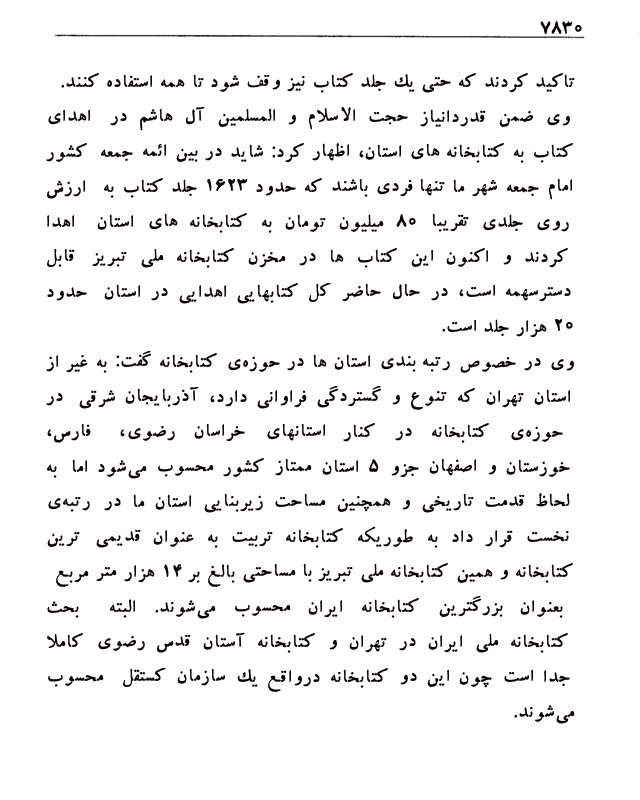 ۷۸۳۰
تاکید کردند که حتی یك جلد کتاب نیز وقف شود تا همه استفاده کنند.
وی ضمن قدردانیاز حجت الاسلام و المسلمین آل هاشم در اهدای
کتاب به کتابخانه های استان، اظهار کرد: شاید در بین ائمه جمعه کشور
امام جمعه شهر ما تنها فردی باشند که حدود ۱۶۲۳ جلد کتاب به ارزش
روی جلدی تقریبا ۸۰ میلیون تومان به کتابخانه های استان اهدا
کردند و اکنون این کتاب ها در مخزن کتابخانه ملی تبریز قابل
دسترسهمه است، در حال حاضر کل کتابهایی اهدایی در استان حدود
۲۰ هزار جلد است.
وی در خصوص رتبه بندی استان ها در حوزه‌ی کتابخانه گفت: به غیر از
استان تهران که تنوع و گستردگی فراوانی دارد، آذربایجان شرقی در
حوزه‌ی کتابخانه در کنار استانهای خراسان رضوی، فارس،
خوزستان و اصفهان جزو ۵ استان ممتاز کشور محسوب می‌شود اما به
لحاظ قدمت تاریخی و همچنین مساحت زیربنایی استان ما در رتبه‌ی
نخست قرار داد به طوریکه کتابخانه تربیت به عنوان قدیمی ترین
کتابخانه و همین کتابخانه ملی تبریز با مساحتی بالغ بر ۱۴ هزار متر مربع
بعنوان بزرگترین کتابخانه ایران محسوب می‌شوند. البته بحث
کتابخانه ملی ایران در تهران و کتابخانه آستان قدس رضوی کاملا
جدا است چون این دو کتابخانه درواقع یك سازمان کستقل محسوب
می‌شوند.